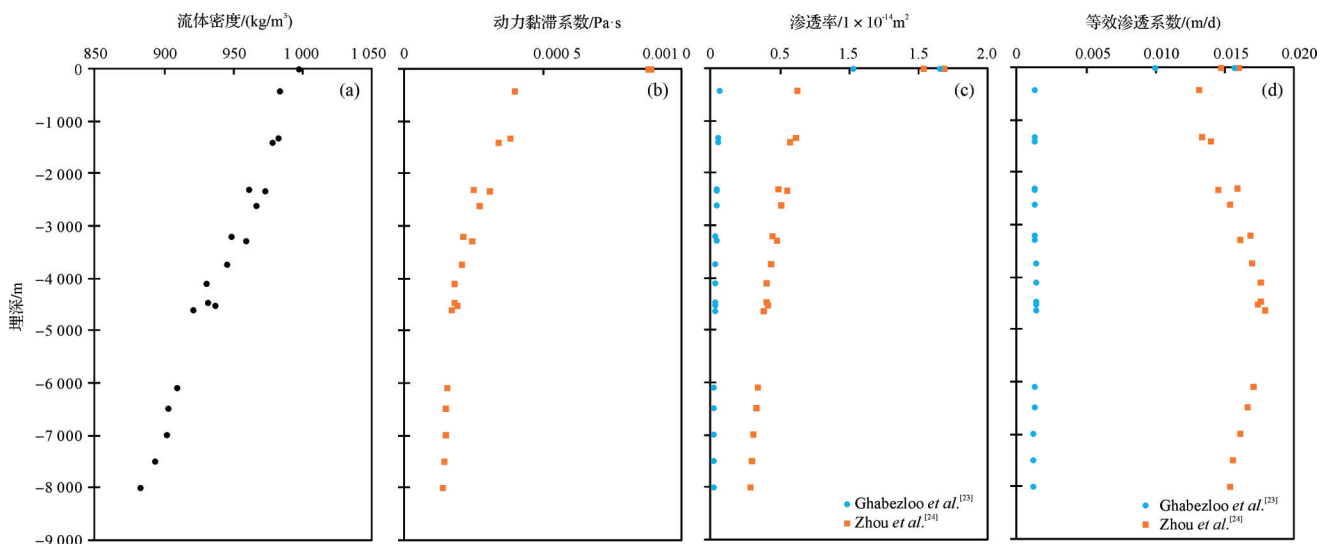 流体密度/(kg/m³)
850 900 950 1 000 1 050
(a)
埋深/m
0
−1 000
−2 000
−3 000
−4 000
−5 000
−6 000
−7 000
−8 000
−9 000
动力黏滞系数/Pa·s
0 0.0005 0.001
(b)
渗透率/1 × 10⁻¹⁴m²
0 0.5 1.5 1.5 2.0
(c)
Ghabezloo et al.[23]
Zhou et al.[24]
等效渗透系数/(m/d)
0 0.005 0.010 0.015 0.020
(d)
Ghabezloo et al.[23]
Zhou et al.[24]